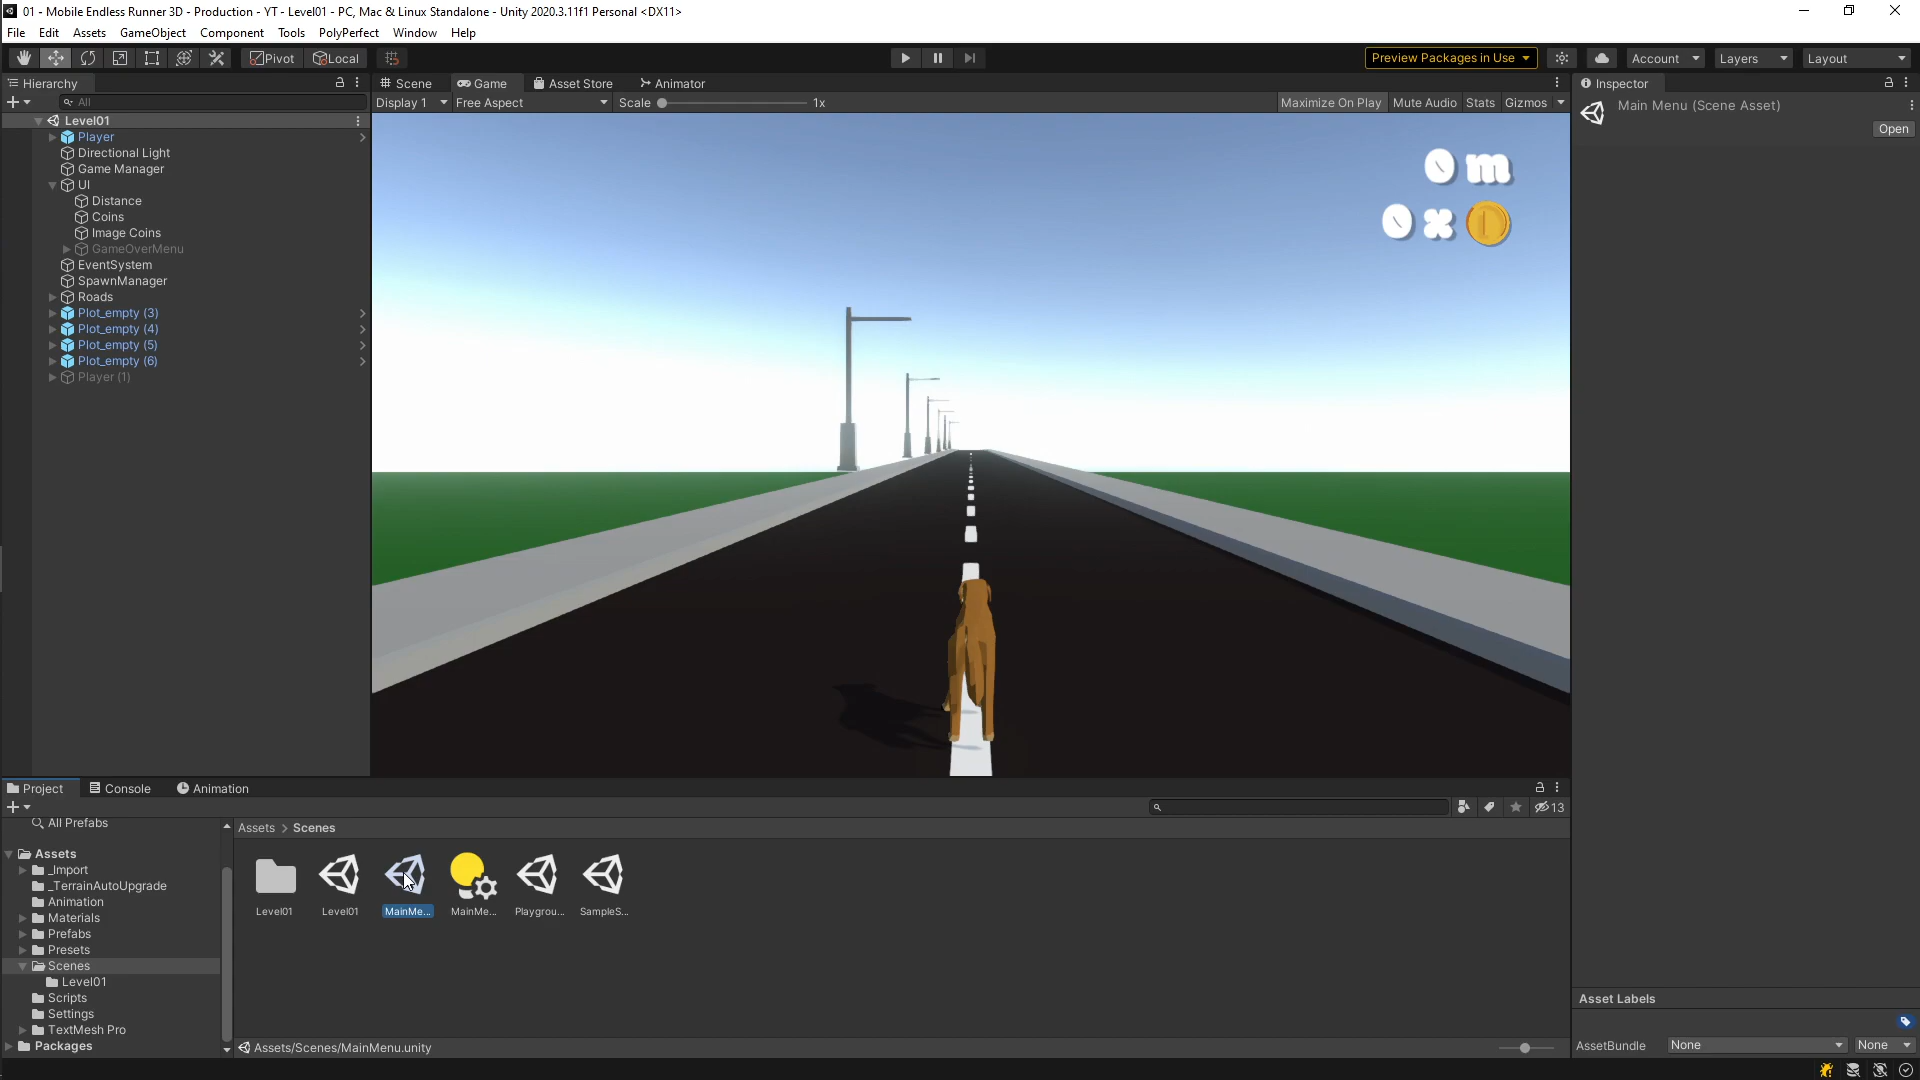 01 - Mobile Endless Runner 3D - Production - YT - Level01 - PC, Mac & Linux Standalone - Unity 2020.3.11f1 Personal <DX11>
File Edit Assets GameObject Component Tools PolyPerfect Window Help
Pivot Local Preview Packages in Use Account Layers Layout
Hierarchy
All
Level01
Player
Directional Light
Game Manager
UI
Distance
Coins
Image Coins
GameOverMenu
EventSystem
SpawnManager
Roads
Plot_empty (3)
Plot_empty (4)
Plot_empty (5)
Plot_empty (6)
Player (1)
Scene Game Asset Store Animator
Display 1 Free Aspect Scale 1x Maximize On Play Mute Audio Stats Gizmos
0 m
0 x
Inspector
Main Menu (Scene Asset)
Open
Project Console Animation
13
All Prefabs
Assets
_Import
_TerrainAutoUpgrade
Animation
Materials
Prefabs
Presets
Scenes
Level01
Scripts
Settings
TextMesh Pro
Packages
Assets > Scenes
Level01 Level01 MainMe... MainMe... Playgrou... SampleS...
Assets/Scenes/MainMenu.unity
Asset Labels
AssetBundle None None